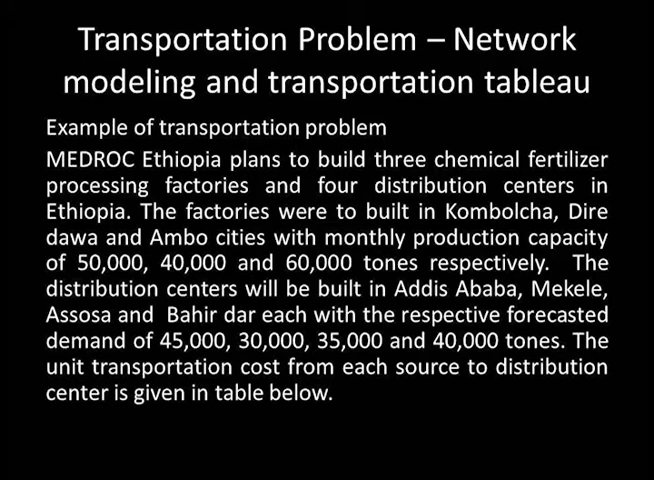 Transportation Problem – Network
modeling and transportation tableau
Example of transportation problem
MEDROC Ethiopia plans to build three chemical fertilizer
processing factories and four distribution centers in
Ethiopia. The factories were to built in Kombolcha, Dire
dawa and Ambo cities with monthly production capacity
of 50,000, 40,000 and 60,000 tones respectively. The
distribution centers will be built in Addis Ababa, Mekele,
Assosa and Bahir dar each with the respective forecasted
demand of 45,000, 30,000, 35,000 and 40,000 tones. The
unit transportation cost from each source to distribution
center is given in table below.